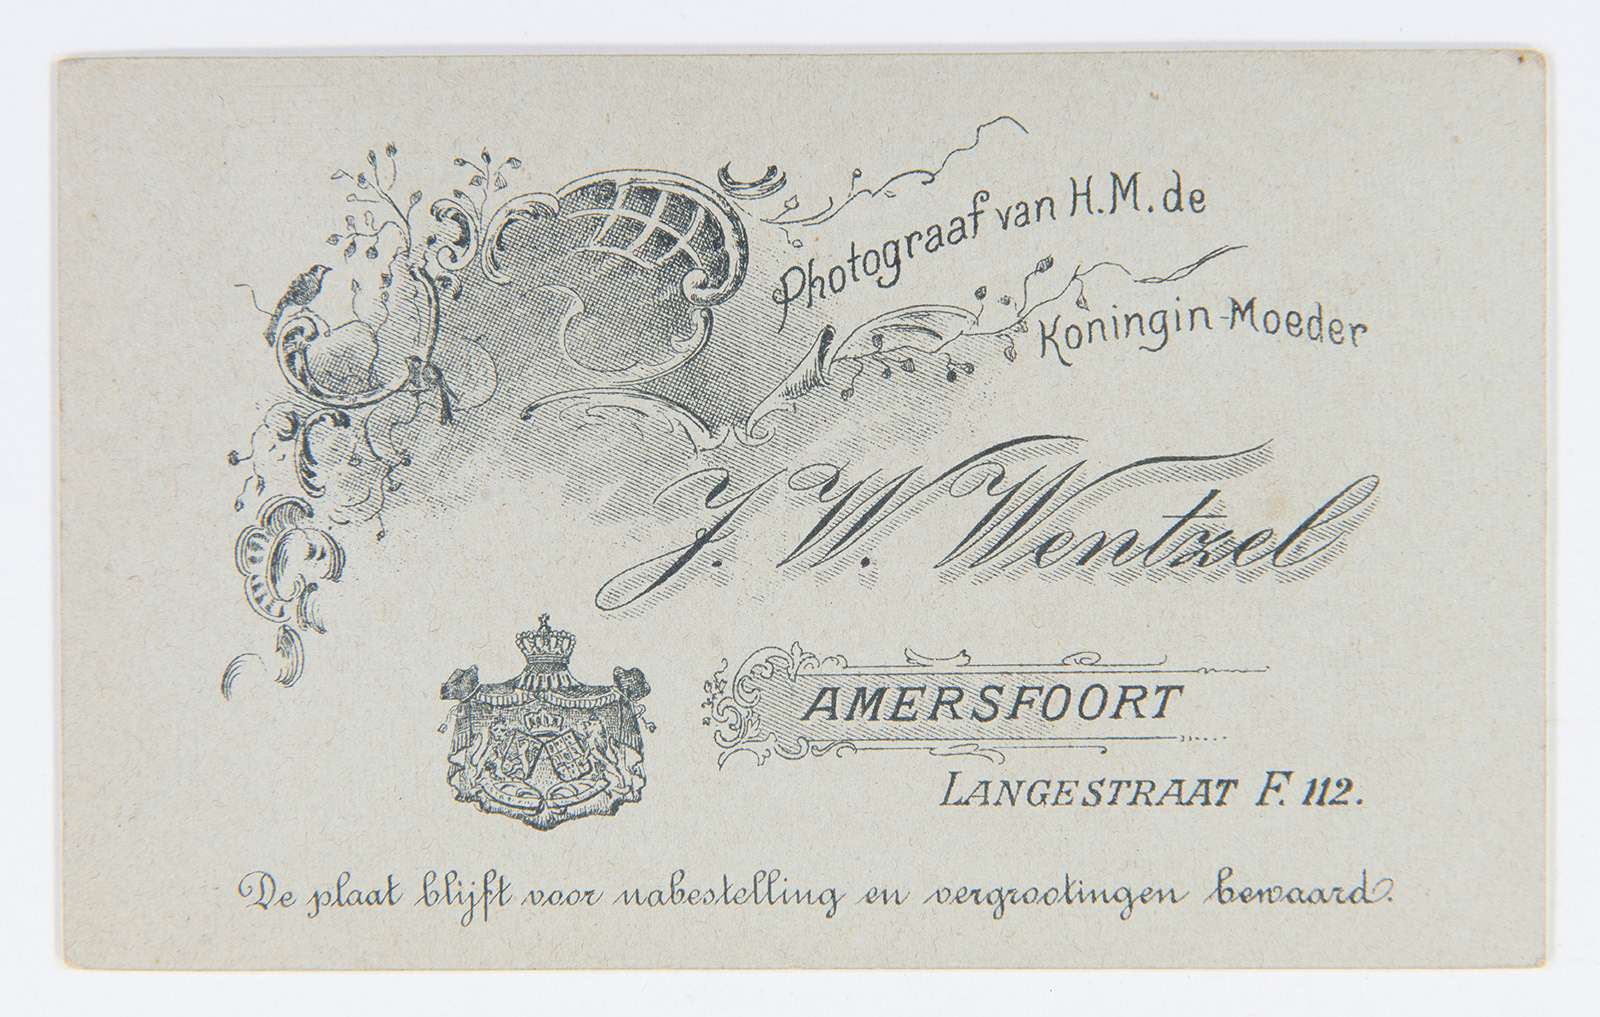 Photograaf van H.M. de
Koningin-Moeder
J. W. Wentzel
AMERSFOORT
LANGESTRAAT F. 112.
De plaat blijft voor nabestelling en vergrootingen bewaard.